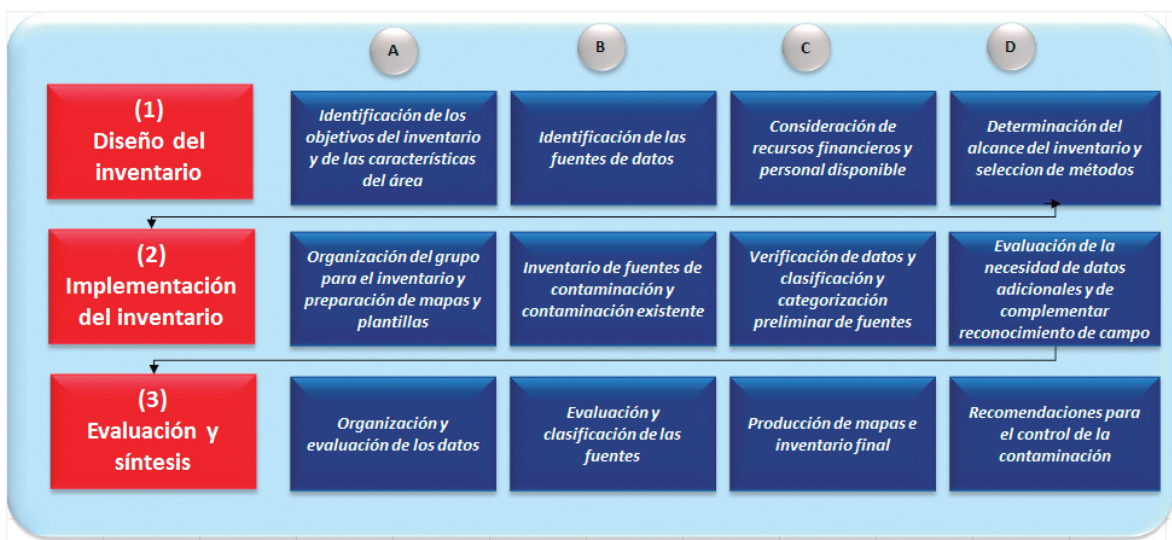 A
B
C
D
(1)
Diseño del
inventario
Identificación de los
objetivos del inventario
y de las características
del área
Identificación de las
fuentes de datos
Consideración de
recursos financieros y
personal disponible
Determinación del
alcance del inventario y
seleccion de métodos
(2)
Implementación
del inventario
Organización del grupo
para el inventario y
preparación de mapas y
plantillas
Inventario de fuentes de
contaminación y
contaminación existente
Verificación de datos y
clasificación y
categorización
preliminar de fuentes
Evaluación de la
necesidad de datos
adicionales y de
complementar
reconocimiento de campo
(3)
Evaluación y
síntesis
Organización y
evaluación de los datos
Evaluación y
clasificación de las
fuentes
Producción de mapas e
inventario final
Recomendaciones para
el control de la
contaminación